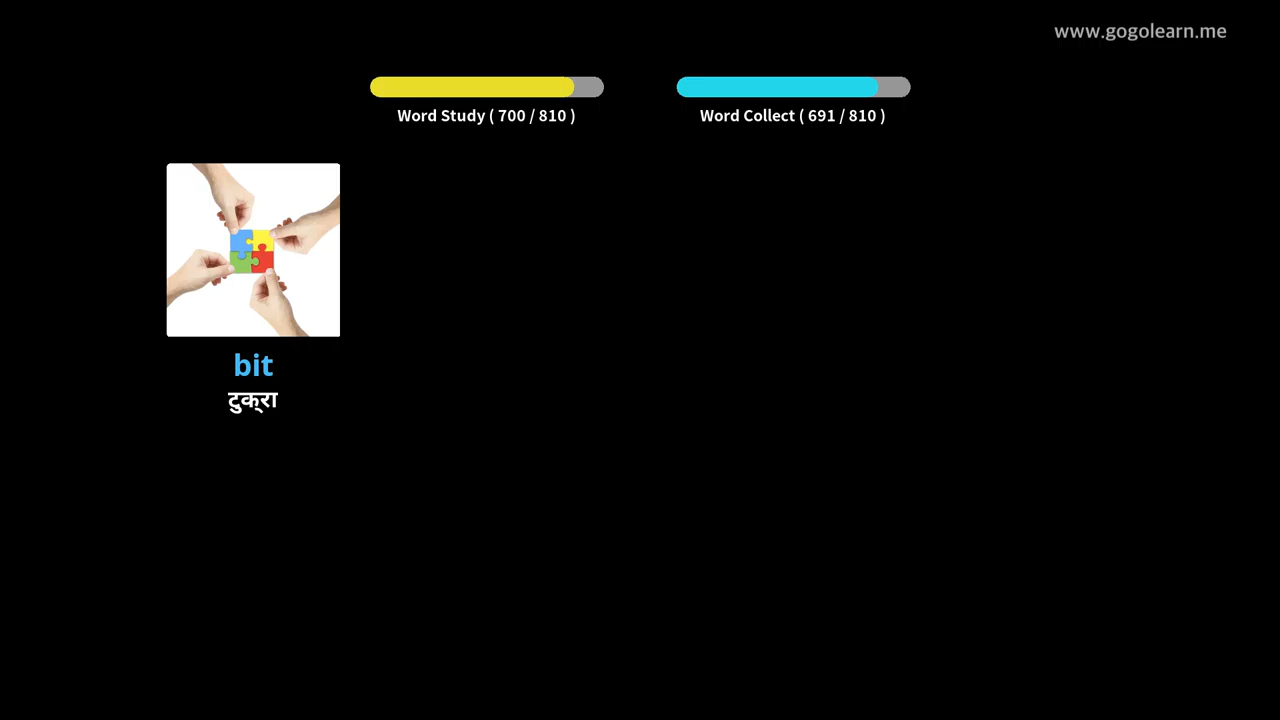 www.gogolearn.me
Word Study ( 700 / 810 )
Word Collect ( 691 / 810 )
bit
टुक्रा